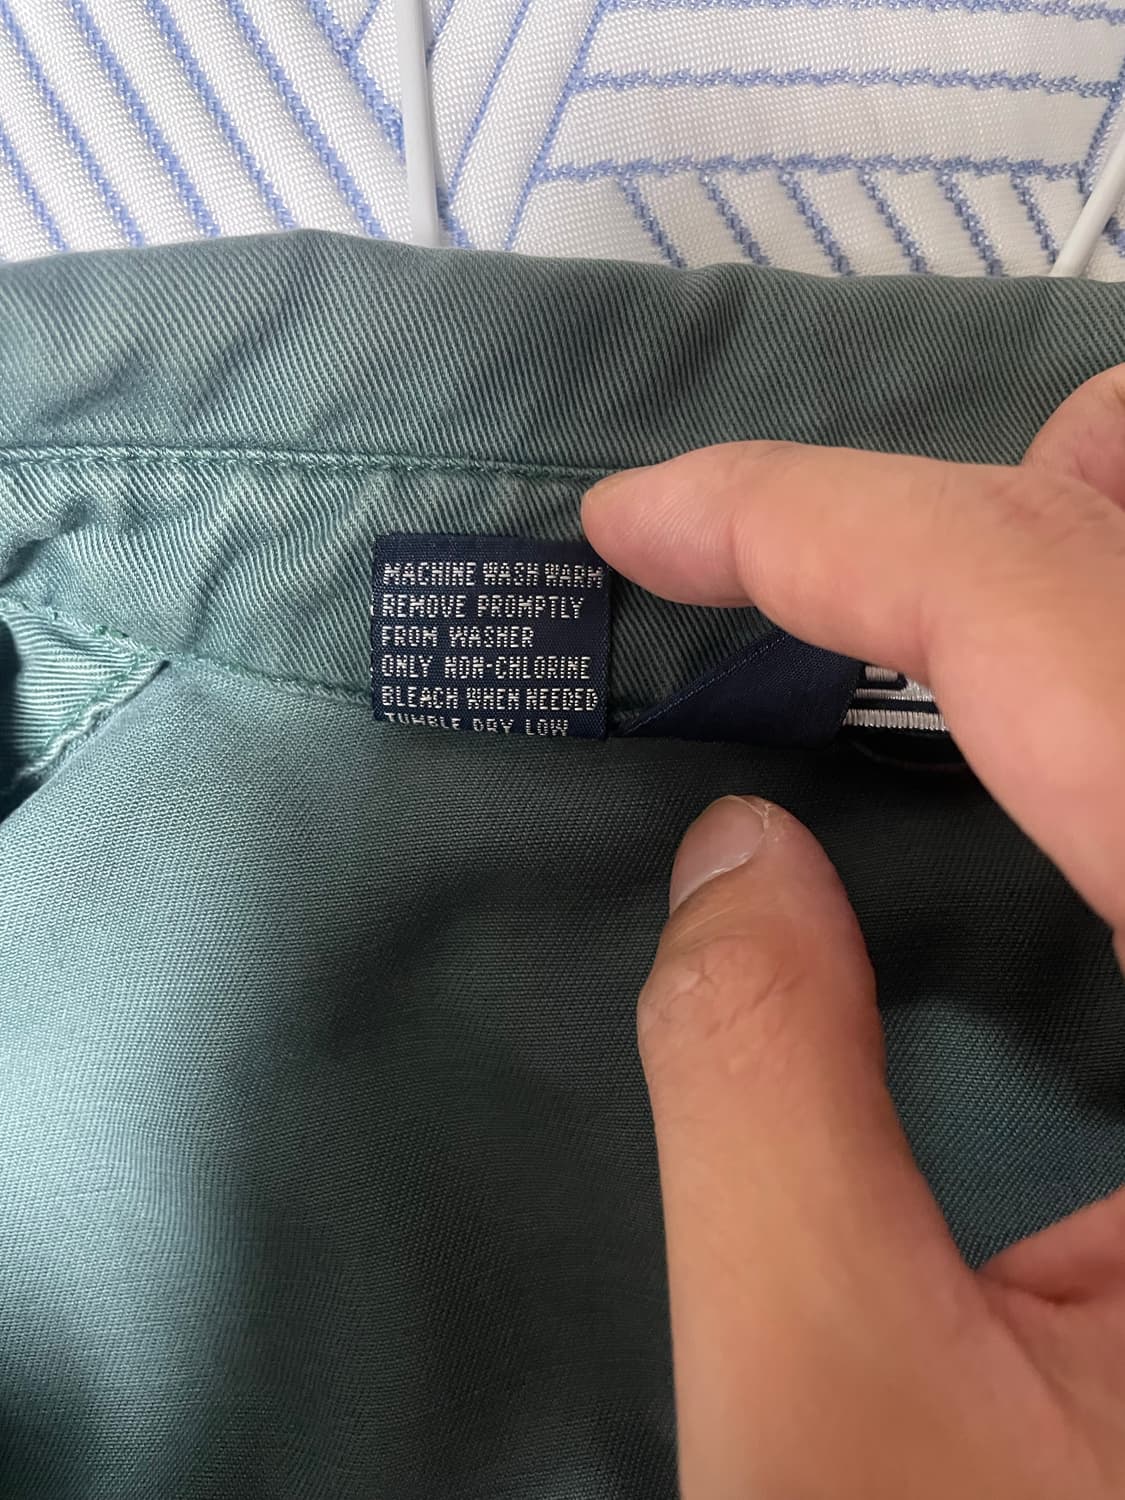 MACHINE WASH WARM
REMOVE PROMPTLY
FROM WASHER
ONLY NON-CHLORINE
BLEACH WHEN NEEDED
TUMBLE DRY LOW